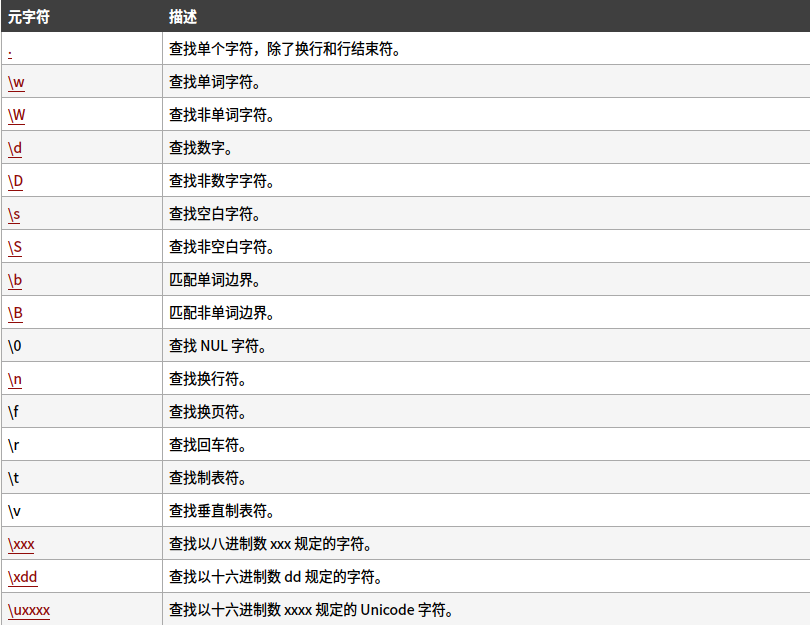 元字符 描述
. 查找单个字符，除了换行和行结束符。
\w 查找单词字符。
\W 查找非单词字符。
\d 查找数字。
\D 查找非数字字符。
\s 查找空白字符。
\S 查找非空白字符。
\b 匹配单词边界。
\B 匹配非单词边界。
\0 查找 NUL 字符。
\n 查找换行符。
\f 查找换页符。
\r 查找回车符。
\t 查找制表符。
\v 查找垂直制表符。
\xxx 查找以八进制数 xxx 规定的字符。
\xdd 查找以十六进制数 dd 规定的字符。
\uxxxx 查找以十六进制数 xxxx 规定的 Unicode 字符。